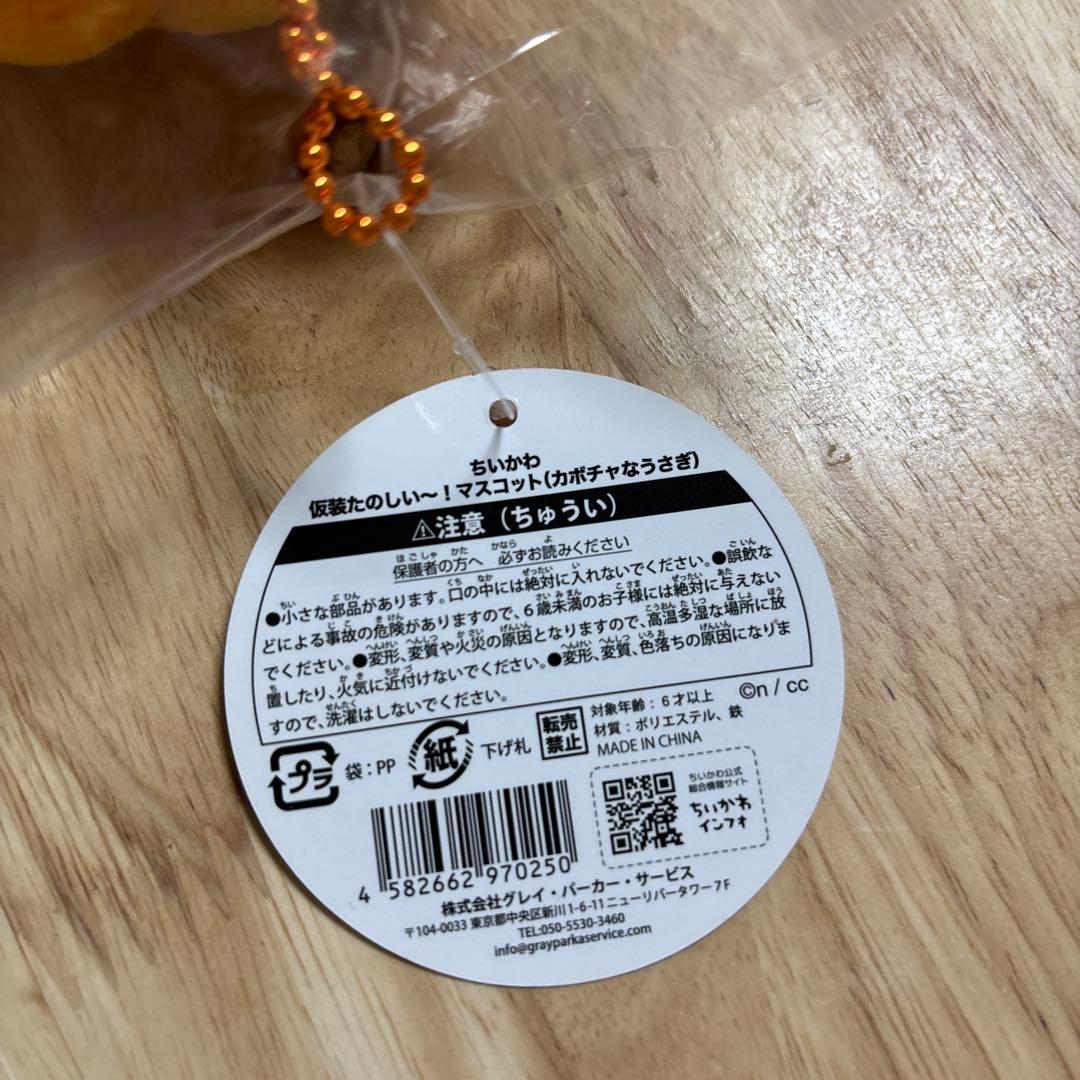 ちいかわ
仮装たのしい～！マスコット（カボチャなうさぎ）
⚠注意（ちゅうい）
保護者の方へ 必ずお読みください
●小さな部品があります。口の中には絶対に入れないでください。●誤飲な
どによる事故の危険がありますので、6歳未満のお子様には絶対に与えない
でください。●変形、変質や火災の原因となりますので、高温多湿な場所に放
置したり、火気に近付けないでください。●変形、変質、色落ちの原因になりま
すので、洗濯はしないでください。
©n / cc
プラ
袋：PP
紙
下げ札
転売
禁止
対象年齢：6才以上
材質：ポリエステル、鉄
MADE IN CHINA
ちいかわ公式
総合情報サイト
ちいかわ
インフォ
4 582662 970250
株式会社グレイ・パーカー・サービス
〒104-0033 東京都中央区新川1-6-11 ニューリバータワー7F
TEL:050-5530-3460
info@grayparkaservice.com